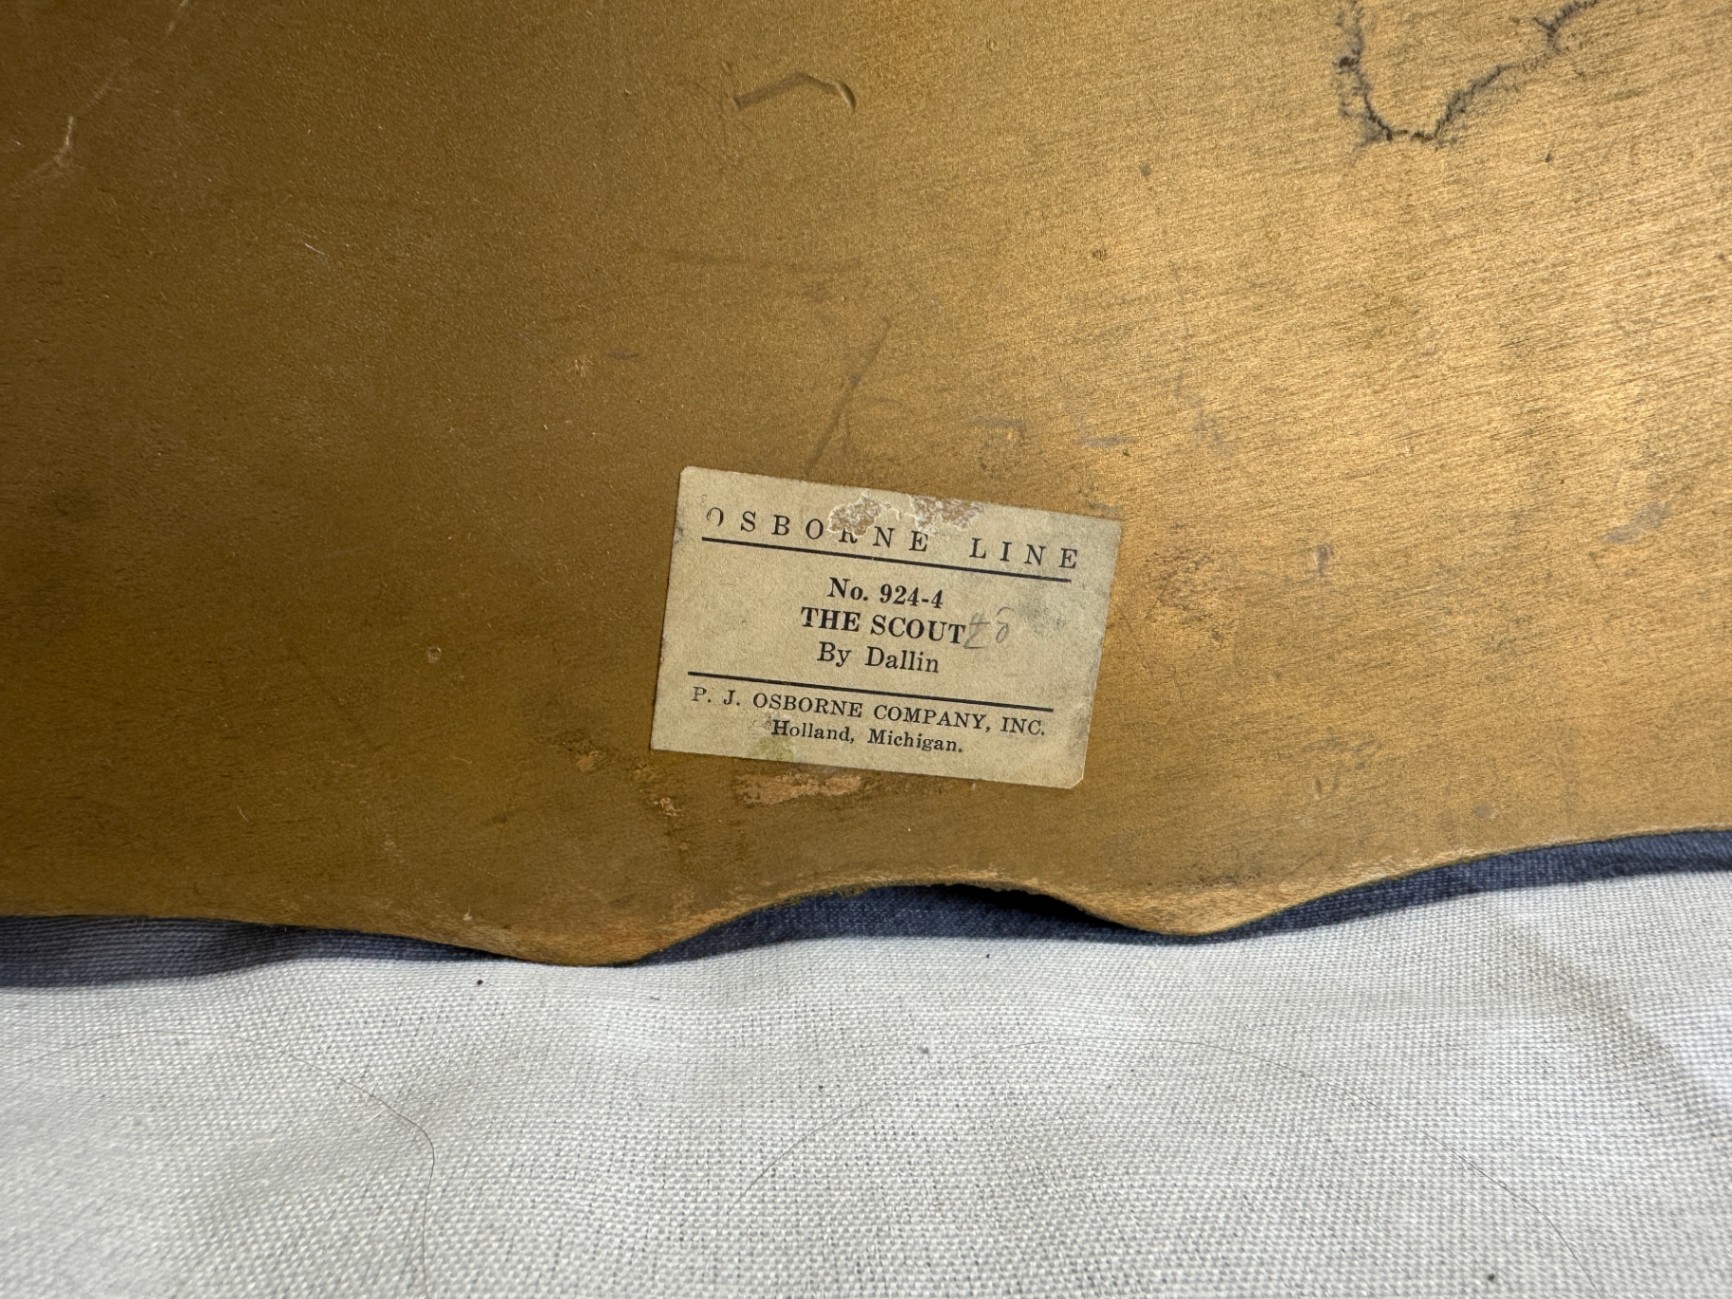 OSBORNE LINE
No. 924-4
THE SCOUT
By Dallin
P. J. OSBORNE COMPANY, INC.
Holland, Michigan.